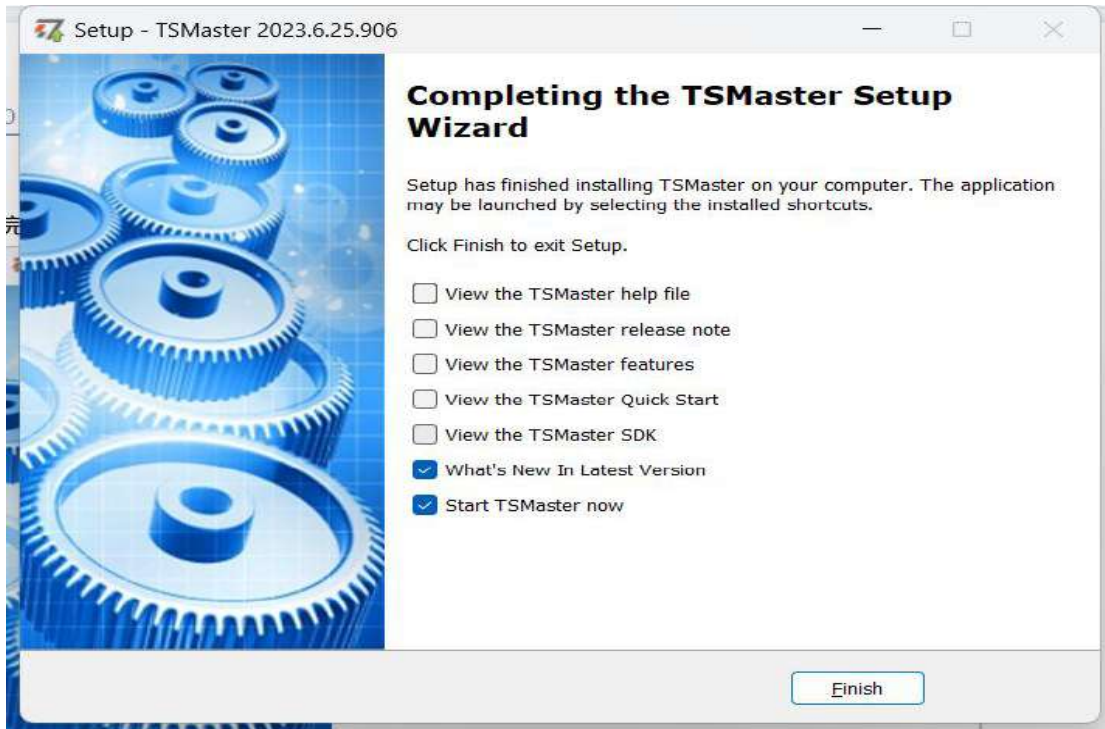 Setup - TSMaster 2023.6.25.906
Completing the TSMaster Setup
Wizard
Setup has finished installing TSMaster on your computer. The application
may be launched by selecting the installed shortcuts.
Click Finish to exit Setup.
View the TSMaster help file
View the TSMaster release note
View the TSMaster features
View the TSMaster Quick Start
View the TSMaster SDK
What's New In Latest Version
Start TSMaster now
Finish